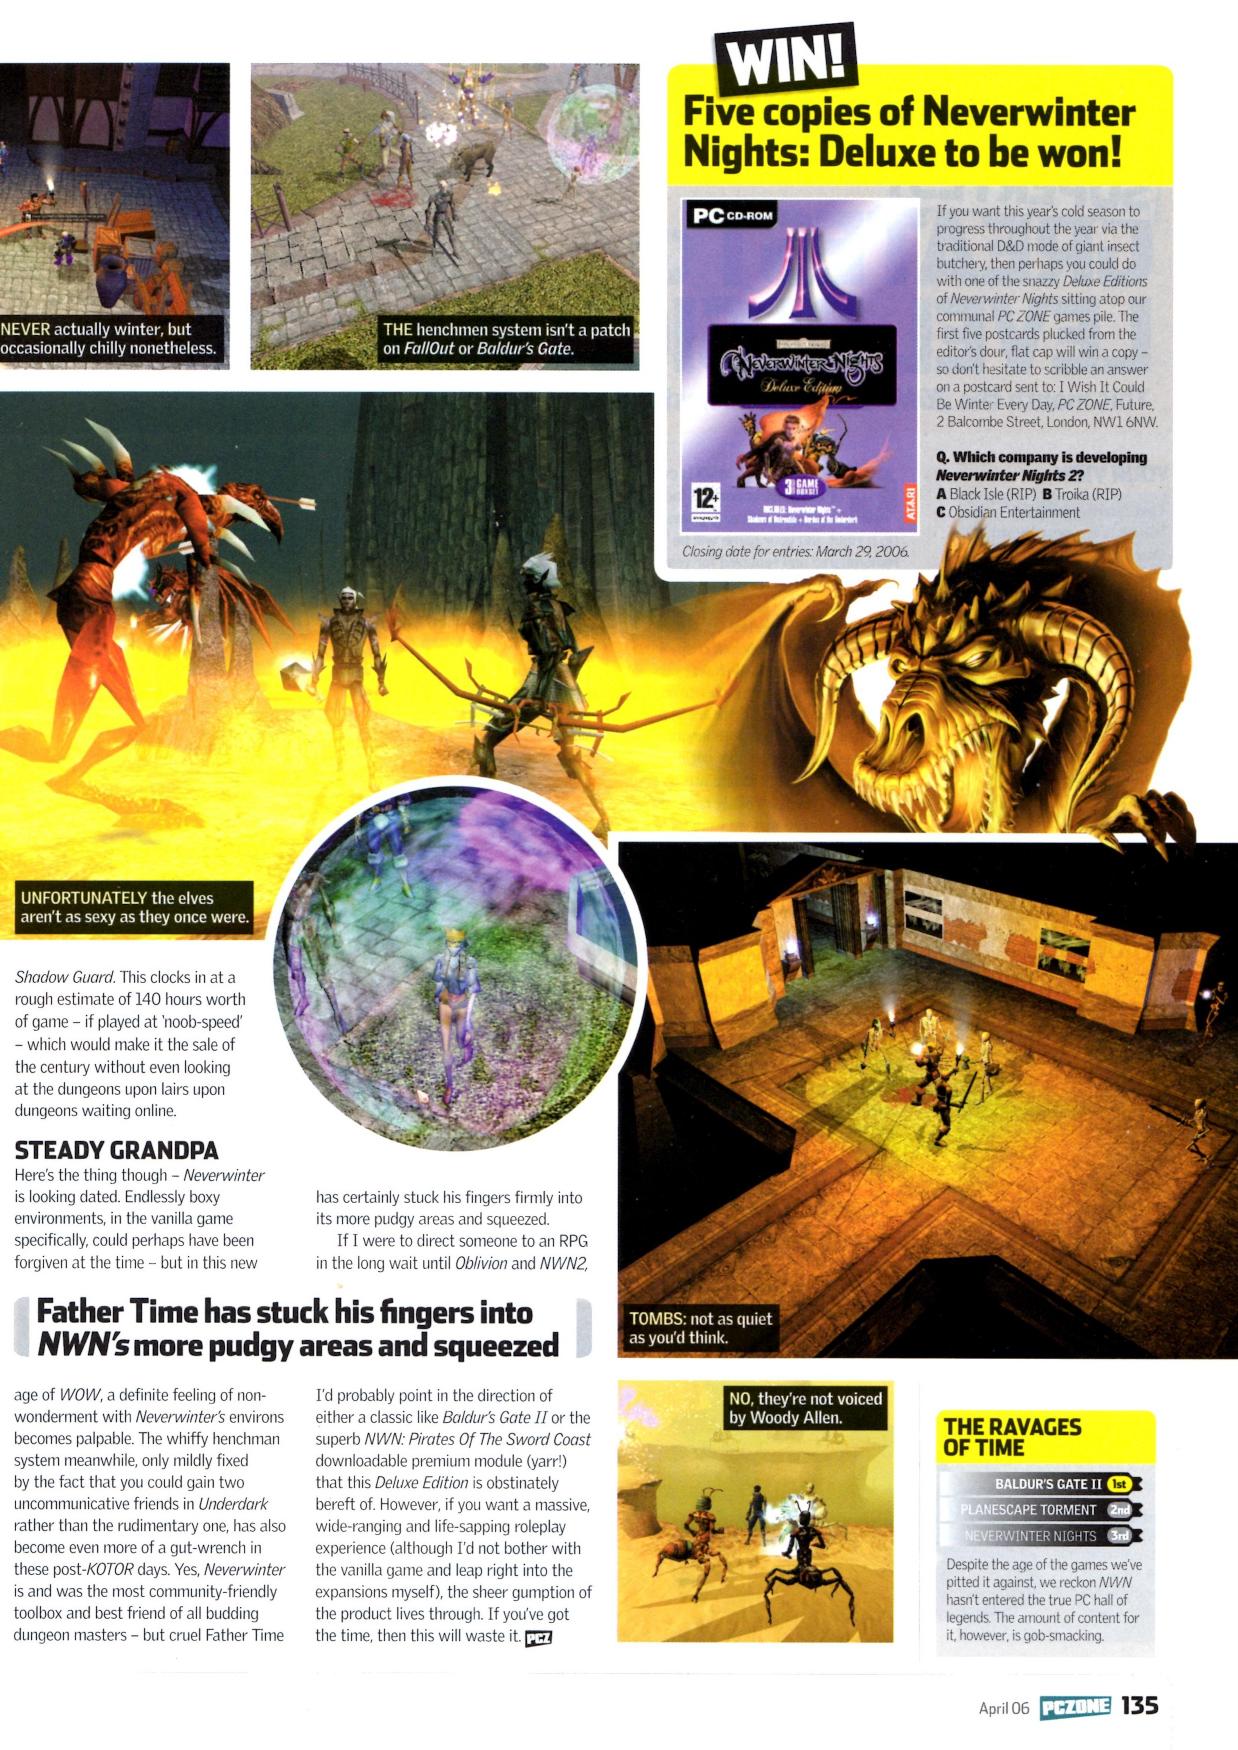 WIN!
Five copies of Neverwinter
Nights: Deluxe to be won!
NEVER actually winter, but
occasionally chilly nonetheless.
THE henchmen system isn't a patch
on FallOut or Baldur's Gate.
PC CD-ROM
NEVERWINTER NIGHTS
Deluxe Edition
3 GAME
BOXSET
12+
ATARI
If you want this year's cold season to
progress throughout the year via the
traditional D&D mode of giant insect
butchery, then perhaps you could do
with one of the snazzy Deluxe Editions
of Neverwinter Nights sitting atop our
communal PC ZONE games pile. The
first five postcards plucked from the
editor's dour, flat cap will win a copy –
so don't hesitate to scribble an answer
on a postcard sent to: I Wish It Could
Be Winter Every Day, PC ZONE, Future,
2 Balcombe Street, London, NW1 6NW.
Q. Which company is developing
Neverwinter Nights 2?
A Black Isle (RIP) B Troika (RIP)
C Obsidian Entertainment
Closing date for entries: March 29, 2006.
UNFORTUNATELY the elves
aren't as sexy as they once were.
Shadow Guard. This clocks in at a
rough estimate of 140 hours worth
of game – if played at 'noob-speed'
– which would make it the sale of
the century without even looking
at the dungeons upon lairs upon
dungeons waiting online.
STEADY GRANDPA
Here's the thing though – Neverwinter
is looking dated. Endlessly boxy
environments, in the vanilla game
specifically, could perhaps have been
forgiven at the time – but in this new
Father Time has stuck his fingers into
NWN's more pudgy areas and squeezed
age of WOW, a definite feeling of non-
wonderment with Neverwinter's environs
becomes palpable. The whiffy henchman
system meanwhile, only mildly fixed
by the fact that you could gain two
uncommunicative friends in Underdark
rather than the rudimentary one, has also
become even more of a gut-wrench in
these post-KOTOR days. Yes, Neverwinter
is and was the most community-friendly
toolbox and best friend of all budding
dungeon masters – but cruel Father Time
has certainly stuck his fingers firmly into
its more pudgy areas and squeezed.
If I were to direct someone to an RPG
in the long wait until Oblivion and NWN2,
I'd probably point in the direction of
either a classic like Baldur's Gate II or the
superb NWN: Pirates Of The Sword Coast
downloadable premium module (yarr!)
that this Deluxe Edition is obstinately
bereft of. However, if you want a massive,
wide-ranging and life-sapping roleplay
experience (although I'd not bother with
the vanilla game and leap right into the
expansions myself), the sheer gumption of
the product lives through. If you've got
the time, then this will waste it. PCZ
TOMBS: not as quiet
as you'd think.
NO, they're not voiced
by Woody Allen.
THE RAVAGES
OF TIME
BALDUR'S GATE II 1st
PLANESCAPE TORMENT 2nd
NEVERWINTER NIGHTS 3rd
Despite the age of the games we've
pitted it against, we reckon NWN
hasn't entered the true PC hall of
legends. The amount of content for
it, however, is gob-smacking.
April 06 PCZONE 135